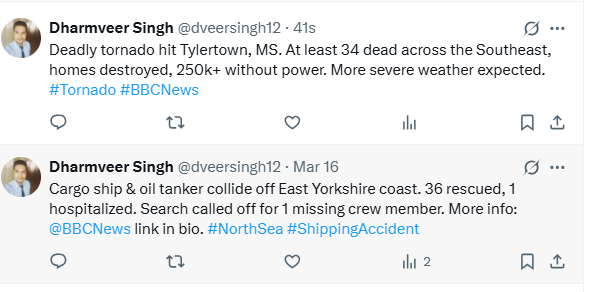 Dharmveer Singh @dveersingh12 · 41s
Deadly tornado hit Tylertown, MS. At least 34 dead across the Southeast,
homes destroyed, 250k+ without power. More severe weather expected.
#Tornado #BBCNews
Dharmveer Singh @dveersingh12 · Mar 16
Cargo ship & oil tanker collide off East Yorkshire coast. 36 rescued, 1
hospitalized. Search called off for 1 missing crew member. More info:
@BBCNews link in bio. #NorthSea #ShippingAccident
2